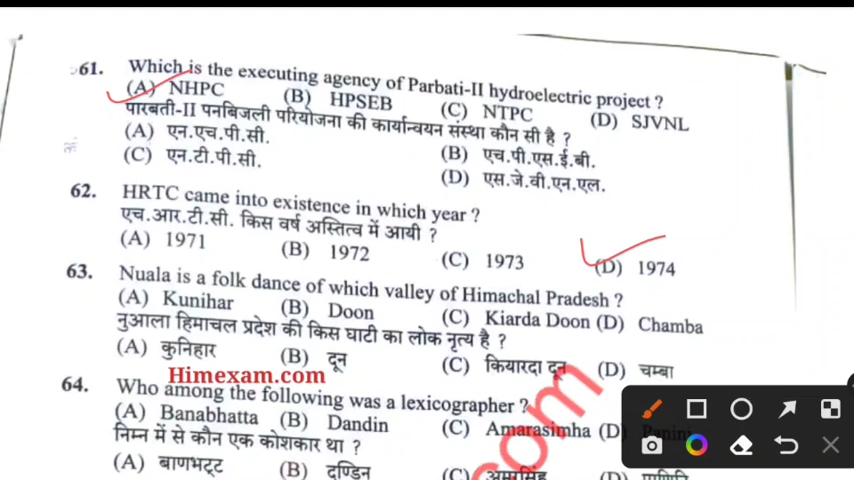 61. Which is the executing agency of Parbati-II hydroelectric project ?
(A) NHPC (B) HPSEB (C) NTPC (D) SJVNL
पारबती-II पनबिजली परियोजना की कार्यान्वयन संस्था कौन सी है ?
(A) एन.एच.पी.सी. (B) एच.पी.एस.ई.बी.
(C) एन.टी.पी.सी. (D) एस.जे.वी.एन.एल.
62. HRTC came into existence in which year ?
एच.आर.टी.सी. किस वर्ष अस्तित्व में आयी ?
(A) 1971 (B) 1972 (C) 1973 (D) 1974
63. Nuala is a folk dance of which valley of Himachal Pradesh ?
(A) Kunihar (B) Doon (C) Kiarda Doon (D) Chamba
नुआला हिमाचल प्रदेश की किस घाटी का लोक नृत्य है ?
(A) कुनिहार (B) दून (C) कियारदा दून (D) चम्बा
Himexam.com
64. Who among the following was a lexicographer ?
(A) Banabhatta (B) Dandin (C) Amarasimha (D) Panini
निम्न में से कौन एक कोशकार था ?
(A) बाणभट्ट (B) दण्डिन (C) अमरसिंह
com